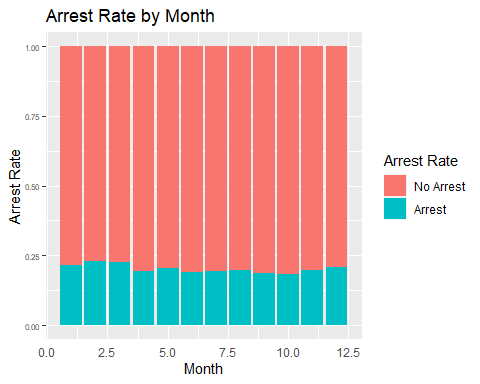 Arrest Rate by Month
Arrest Rate
1.00
0.75
0.50
0.25
0.00
0.0
2.5
5.0
7.5
10.0
12.5
Month
Arrest Rate
No Arrest
Arrest